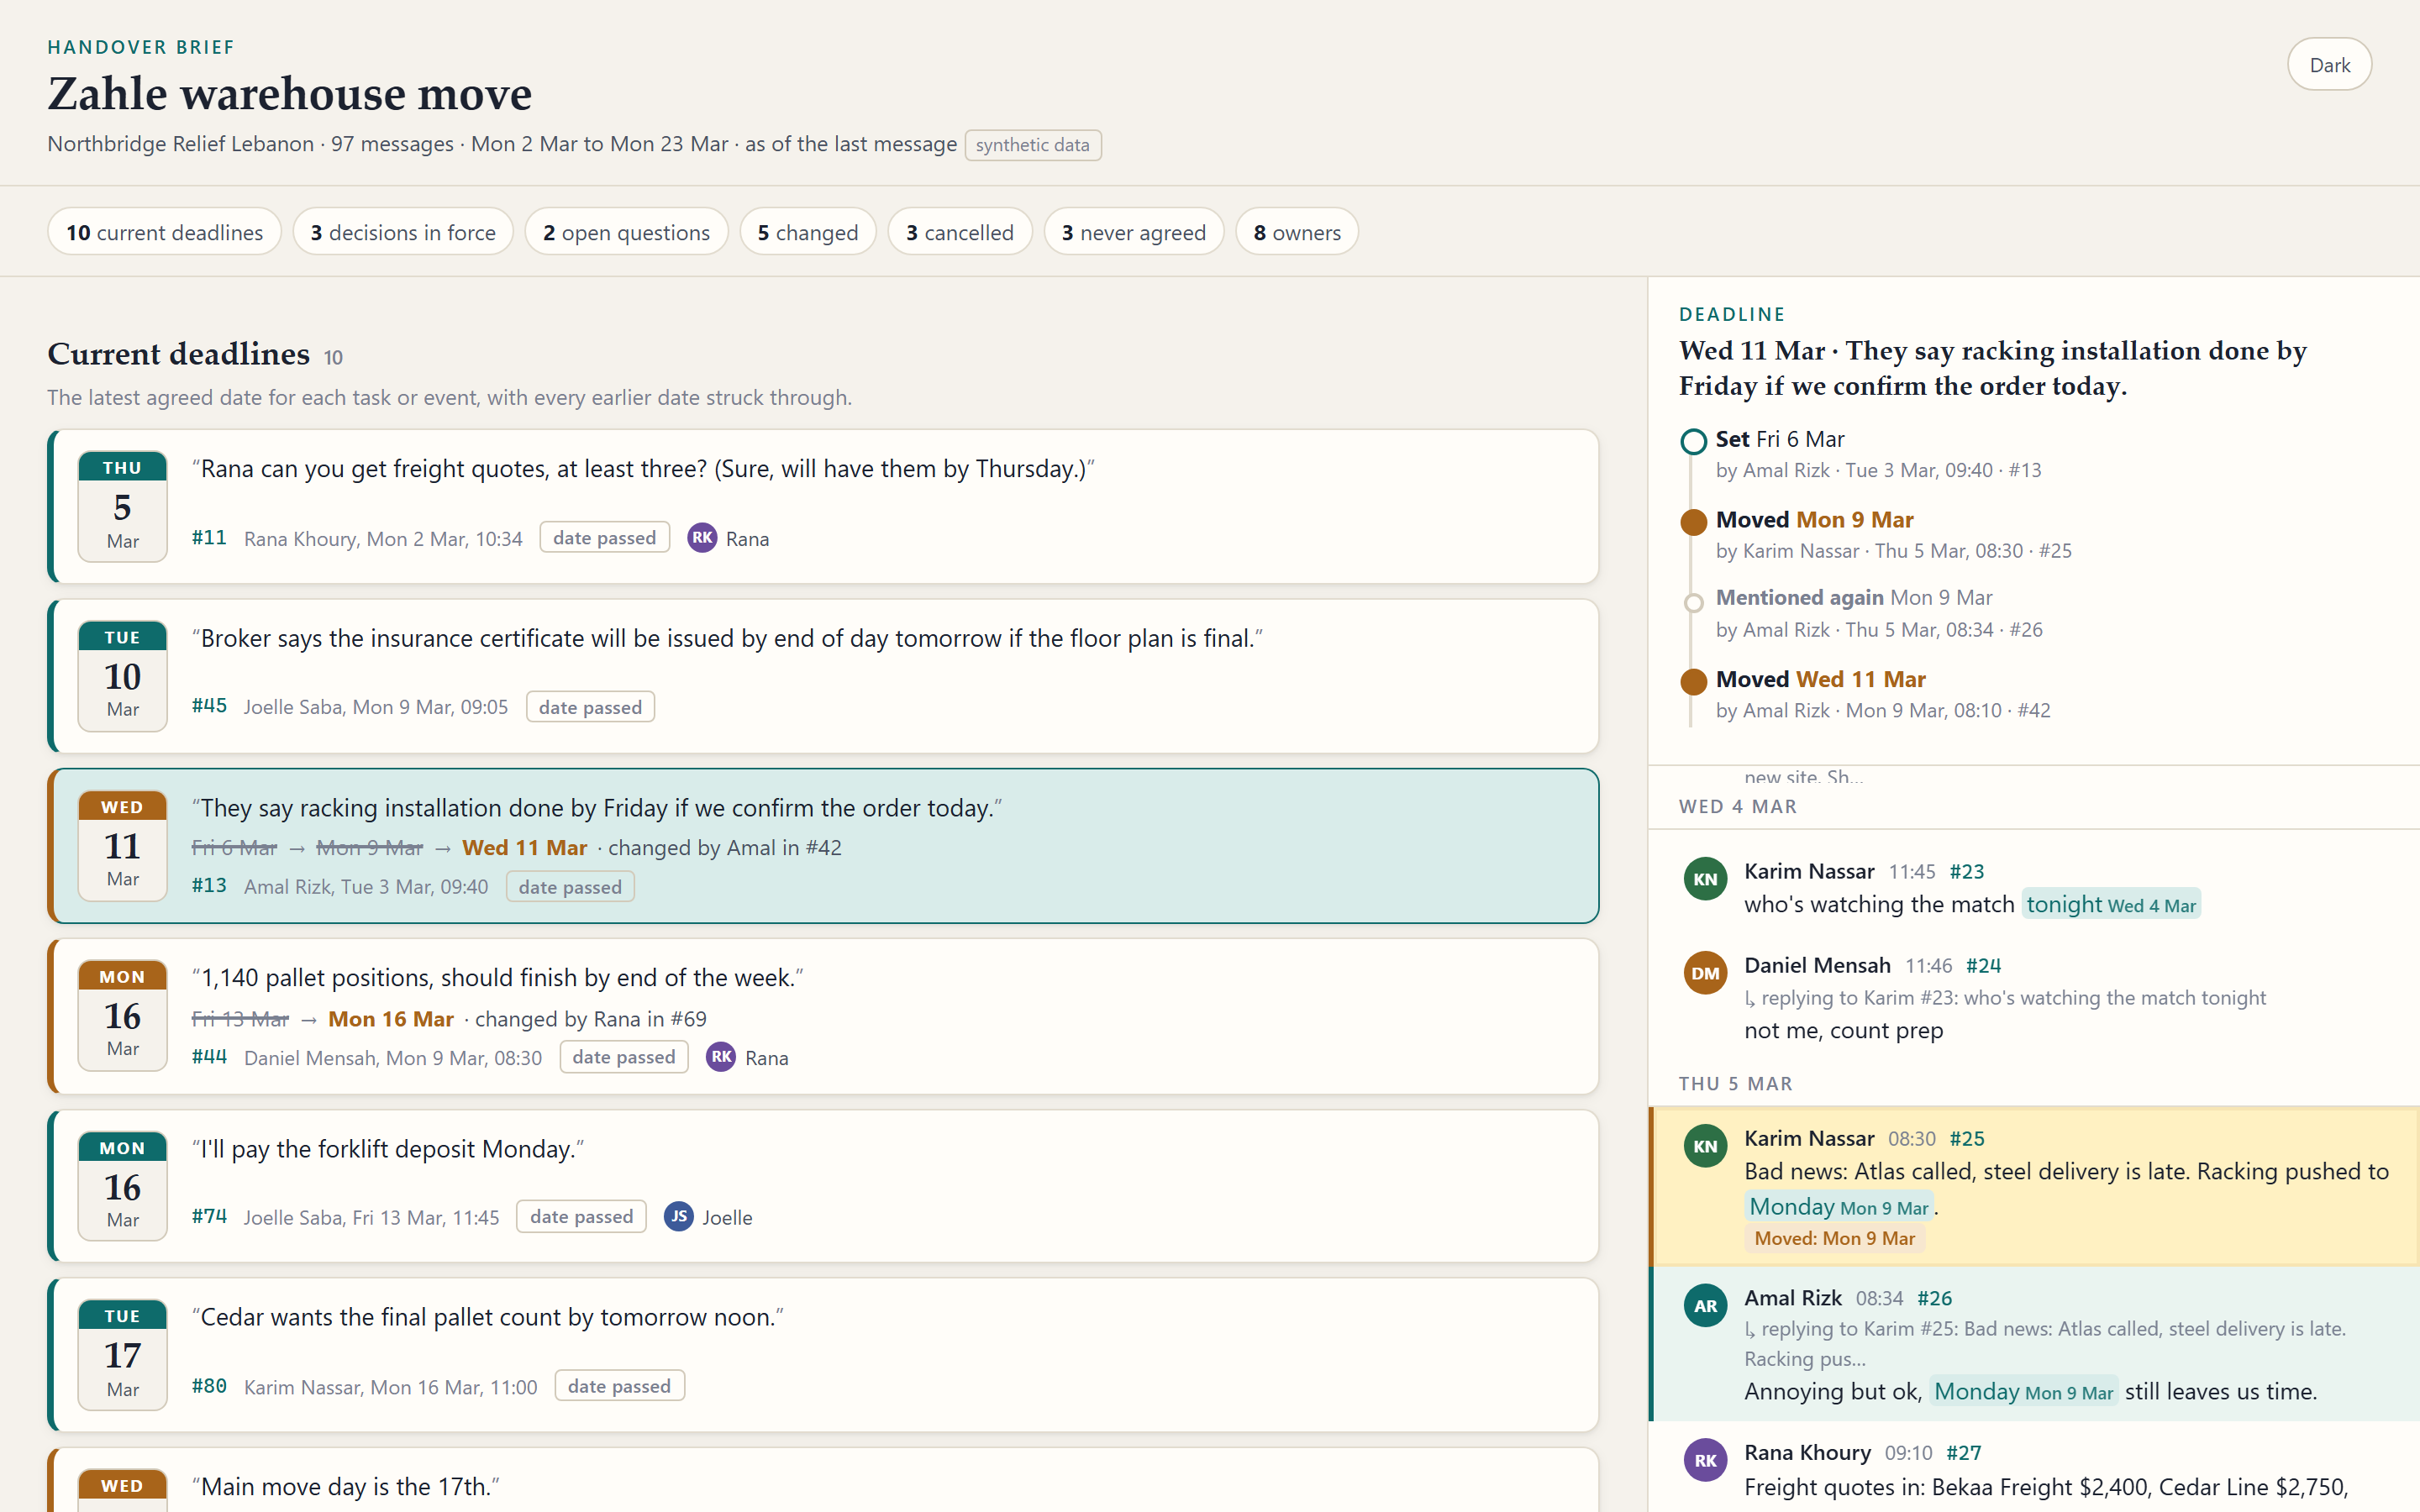 HANDOVER BRIEF
Zahle warehouse move
Northbridge Relief Lebanon · 97 messages · Mon 2 Mar to Mon 23 Mar · as of the last message synthetic data
Dark
10 current deadlines 3 decisions in force 2 open questions 5 changed 3 cancelled 3 never agreed 8 owners
Current deadlines 10
The latest agreed date for each task or event, with every earlier date struck through.
THU
5
Mar
“Rana can you get freight quotes, at least three? (Sure, will have them by Thursday.)”
#11 Rana Khoury, Mon 2 Mar, 10:34 date passed RK Rana
TUE
10
Mar
“Broker says the insurance certificate will be issued by end of day tomorrow if the floor plan is final.”
#45 Joelle Saba, Mon 9 Mar, 09:05 date passed
WED
11
Mar
“They say racking installation done by Friday if we confirm the order today.”
Fri 6 Mar → Mon 9 Mar → Wed 11 Mar · changed by Amal in #42
#13 Amal Rizk, Tue 3 Mar, 09:40 date passed
MON
16
Mar
“1,140 pallet positions, should finish by end of the week.”
Fri 13 Mar → Mon 16 Mar · changed by Rana in #69
#44 Daniel Mensah, Mon 9 Mar, 08:30 date passed RK Rana
MON
16
Mar
“I'll pay the forklift deposit Monday.”
#74 Joelle Saba, Fri 13 Mar, 11:45 date passed JS Joelle
TUE
17
Mar
“Cedar wants the final pallet count by tomorrow noon.”
#80 Karim Nassar, Mon 16 Mar, 11:00 date passed
WED
“Main move day is the 17th.”
DEADLINE
Wed 11 Mar · They say racking installation done by
Friday if we confirm the order today.
Set Fri 6 Mar
by Amal Rizk · Tue 3 Mar, 09:40 · #13
Moved Mon 9 Mar
by Karim Nassar · Thu 5 Mar, 08:30 · #25
Mentioned again Mon 9 Mar
by Amal Rizk · Thu 5 Mar, 08:34 · #26
Moved Wed 11 Mar
by Amal Rizk · Mon 9 Mar, 08:10 · #42
new site. Sh...
WED 4 MAR
KN
Karim Nassar 11:45 #23
who's watching the match tonight Wed 4 Mar
DM
Daniel Mensah 11:46 #24
↳ replying to Karim #23: who's watching the match tonight
not me, count prep
THU 5 MAR
KN
Karim Nassar 08:30 #25
Bad news: Atlas called, steel delivery is late. Racking pushed to
Monday Mon 9 Mar.
Moved: Mon 9 Mar
AR
Amal Rizk 08:34 #26
↳ replying to Karim #25: Bad news: Atlas called, steel delivery is late.
Racking pus...
Annoying but ok, Monday Mon 9 Mar still leaves us time.
RK
Rana Khoury 09:10 #27
Freight quotes in: Bekaa Freight $2,400, Cedar Line $2,750,